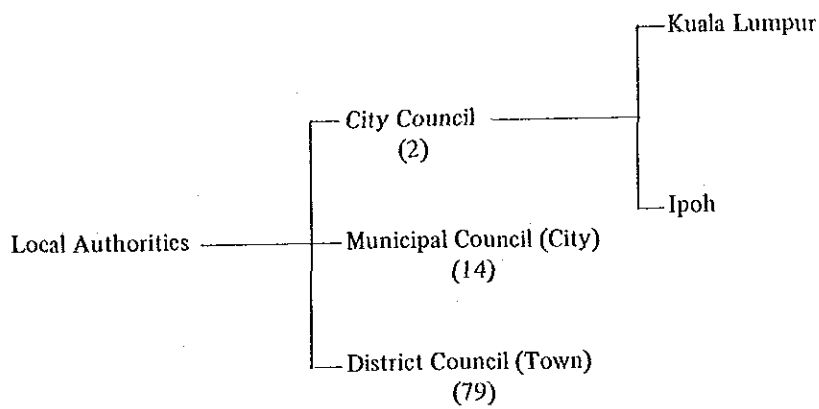 Kuala Lumpur
City Council
(2)
Ipoh
Local Authorities
Municipal Council (City)
(14)
District Council (Town)
(79)